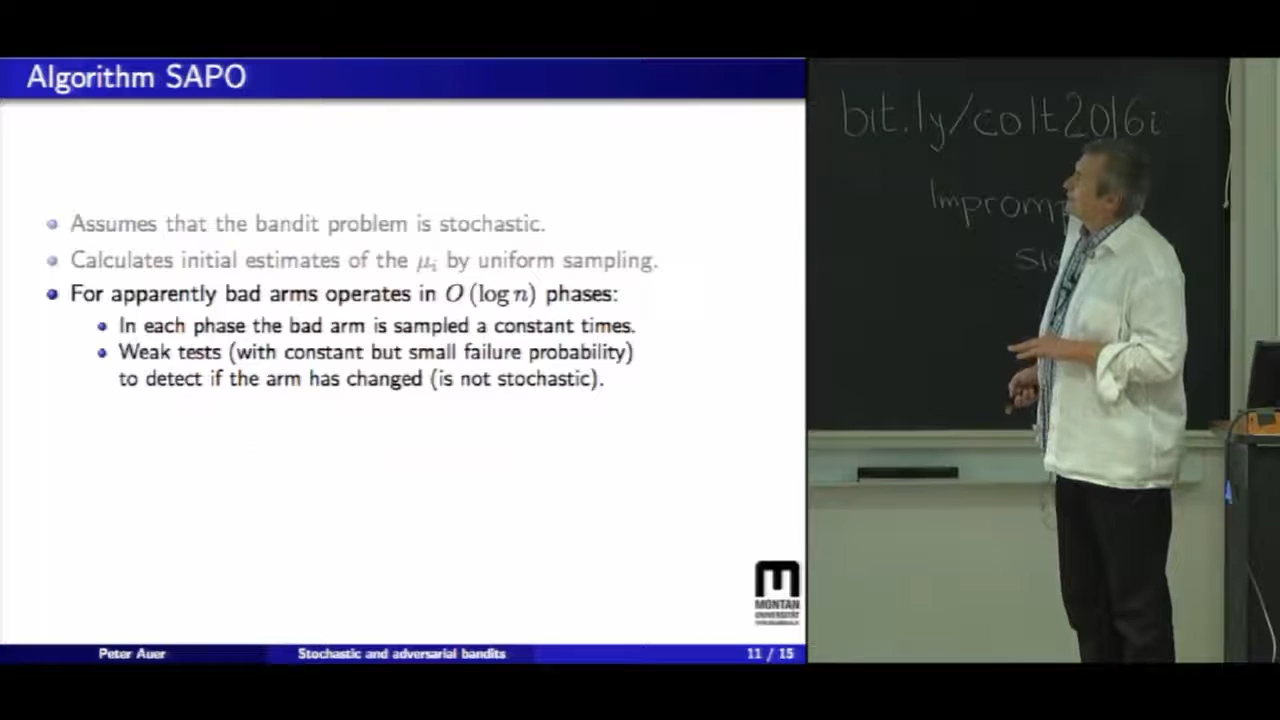 Algorithm SAPO
Assumes that the bandit problem is stochastic.
Calculates initial estimates of the μi by uniform sampling.
For apparently bad arms operates in O (log n) phases:
In each phase the bad arm is sampled a constant times.
Weak tests (with constant but small failure probability)
to detect if the arm has changed (is not stochastic).
MONTAN
UNIVERSITÄT
Peter Auer
Stochastic and adversarial bandits
11 / 15
bit.ly/colt2016i